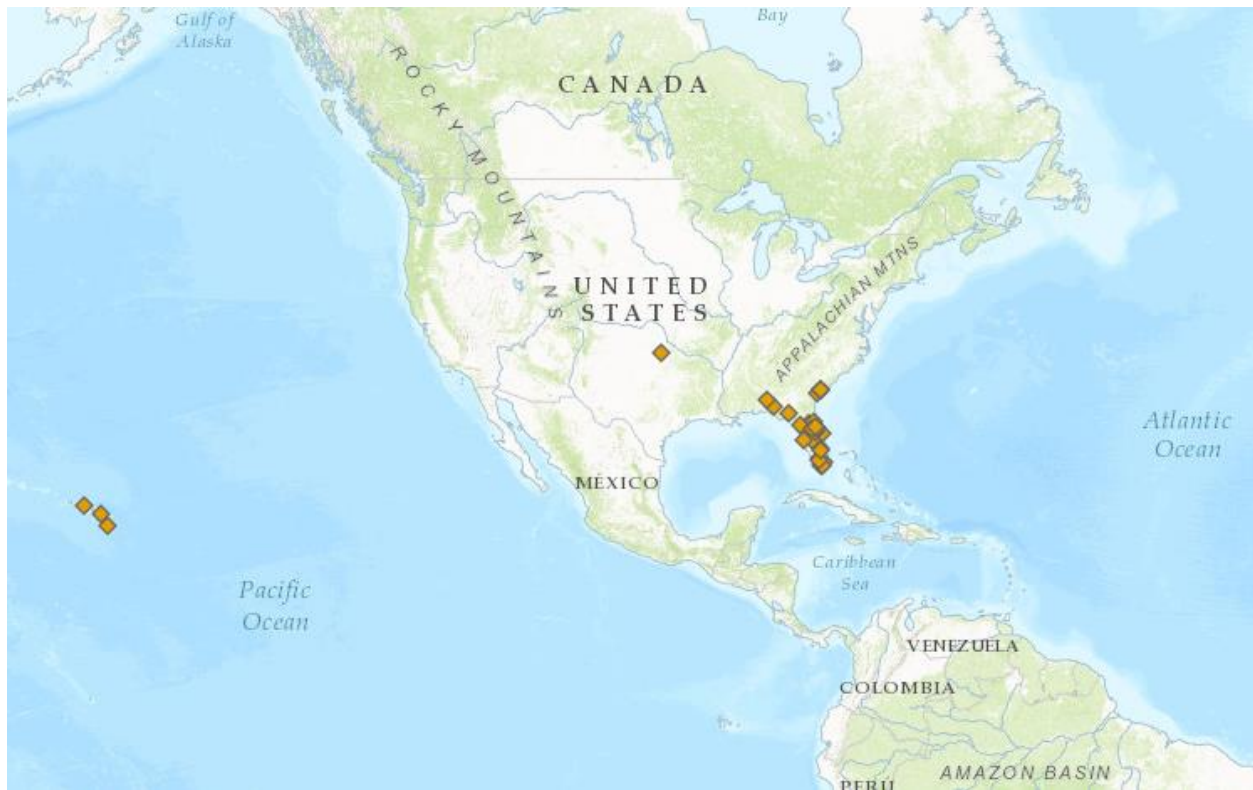 Gulf of
Alaska
Bay
CANADA
ROCKY MOUNTAINS
UNITED
STATES
APPALACHIAN MTNS
Atlantic
Ocean
MÉXICO
Caribbean
Sea
Pacific
Ocean
VENEZUELA
COLOMBIA
AMAZON BASIN
PERU